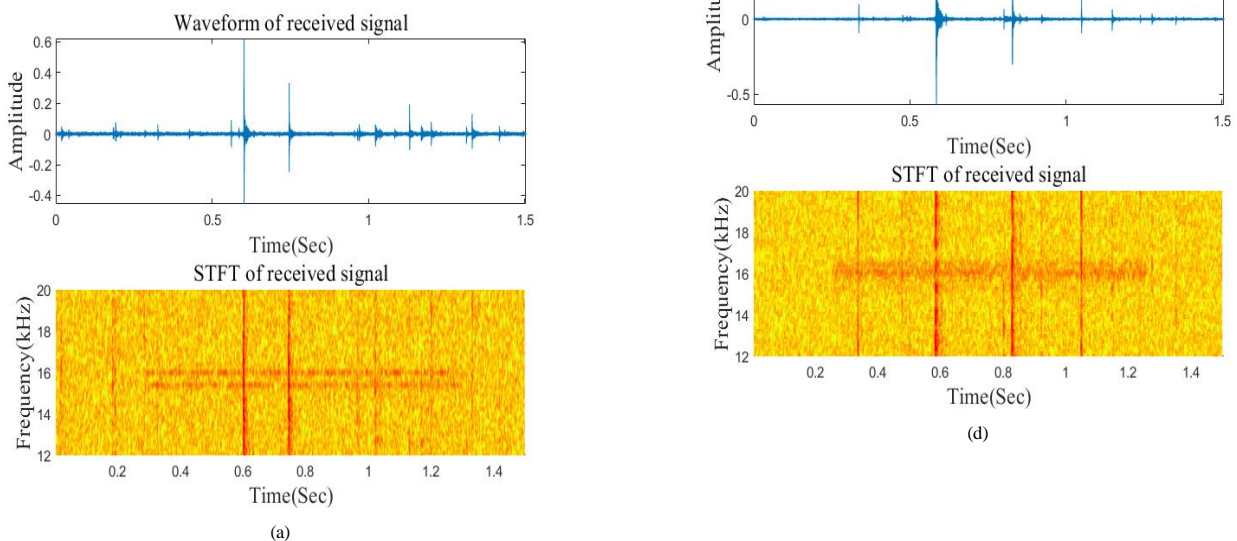 Waveform of received signal
0.6
0.4
0.2
0
-0.2
-0.4
Amplitude
0 0.5 1 1.5
Time(Sec)
STFT of received signal
20
18
16
14
12
Frequency(kHz)
0.2 0.4 0.6 0.8 1 1.2 1.4
Time(Sec)
(a)
0
-0.5
Amplitu
0 0.5 1 1.5
Time(Sec)
STFT of received signal
20
18
16
14
12
Frequency(kHz)
0.2 0.4 0.6 0.8 1 1.2 1.4
Time(Sec)
(d)